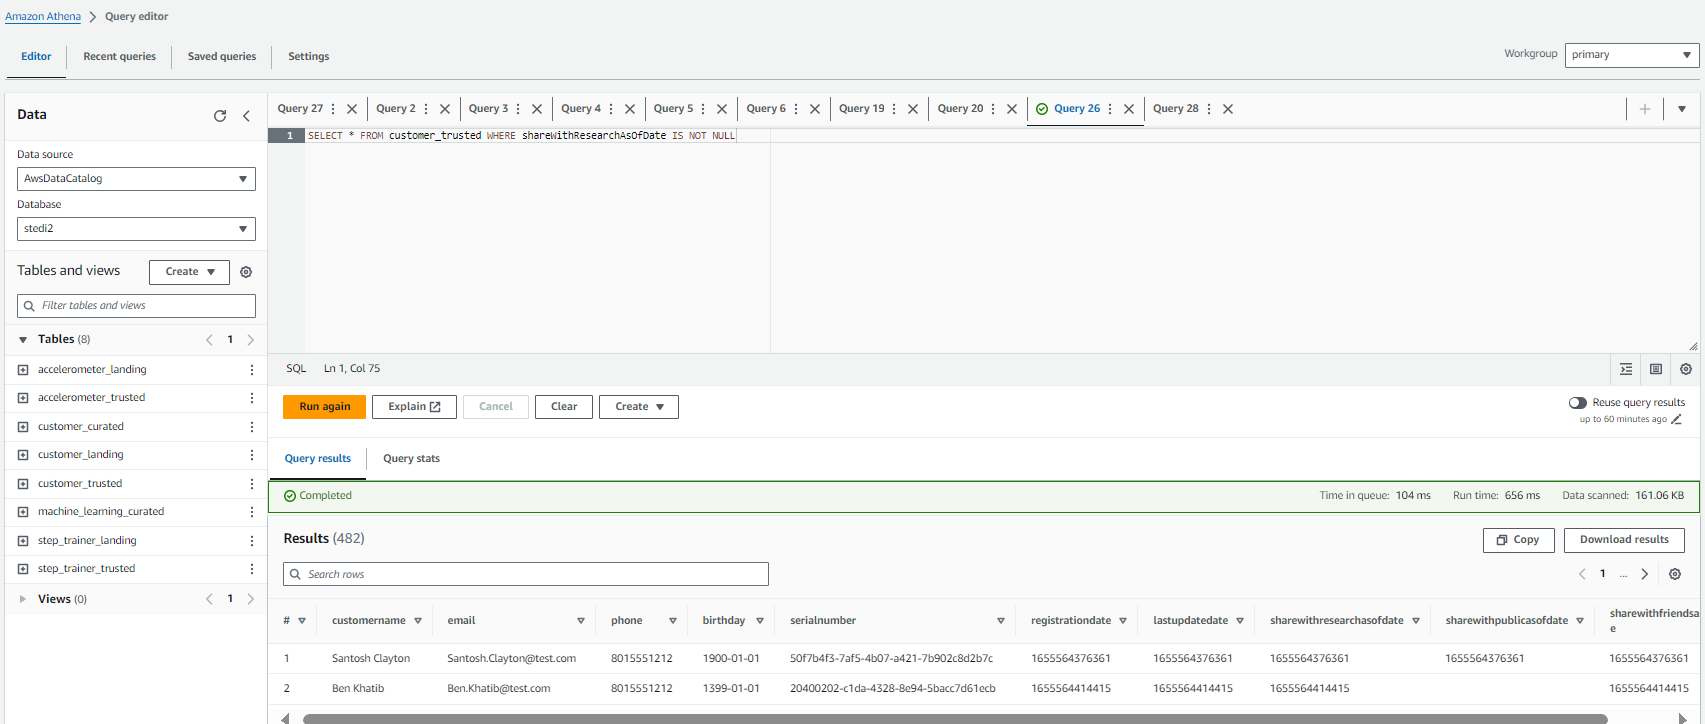 Amazon Athena > Query editor
Editor Recent queries Saved queries Settings
Workgroup primary
Data
Data source
AwsDataCatalog
Database
stedi2
Tables and views Create
Filter tables and views
Tables (8) 1
accelerometer_landing
accelerometer_trusted
customer_curated
customer_landing
customer_trusted
machine_learning_curated
step_trainer_landing
step_trainer_trusted
Views (0) 1
Query 27 Query 2 Query 3 Query 4 Query 5 Query 6 Query 19 Query 20 Query 26 Query 28
1 SELECT * FROM customer_trusted WHERE shareWithResearchAsOfDate IS NOT NULL
SQL Ln 1, Col 75
Run again Explain Cancel Clear Create
Reuse query results
up to 60 minutes ago
Query results Query stats
Completed Time in queue: 104 ms Run time: 656 ms Data scanned: 161.06 KB
Results (482) Copy Download results
Search rows 1 ...
# customername email phone birthday serialnumber registrationdate lastupdatedate sharewithresearchasofdate sharewithpublicasofdate sharewithfriendsa
e
1 Santosh Clayton Santosh.Clayton@test.com 8015551212 1900-01-01 50f7b4f3-7af5-4b07-a421-7b902c8d2b7c 1655564376361 1655564376361 1655564376361 1655564376361 1655564376361
2 Ben Khatib Ben.Khatib@test.com 8015551212 1399-01-01 20400202-c1da-4328-8e94-5bacc7d61ecb 1655564414415 1655564414415 1655564414415 1655564414415